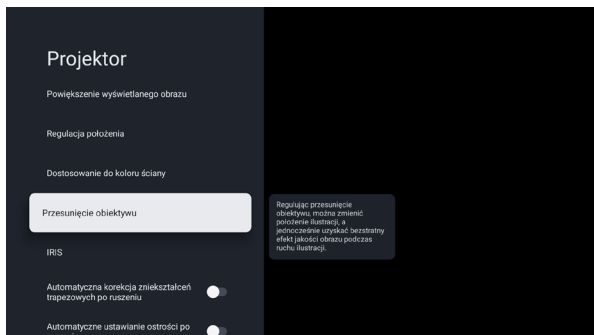 Projektor
Powiększenie wyświetlanego obrazu
Regulacja położenia
Dostosowanie do koloru ściany
Przesunięcie obiektywu
Regulując przesunięcie
obiektywu, można zmienić
położenie ilustracji, a
jednocześnie uzyskać bezstratny
efekt jakości obrazu podczas
ruchu ilustracji.
IRIS
Automatyczna korekcja zniekształceń
trapezowych po ruszeniu
Automatyczne ustawianie ostrości po